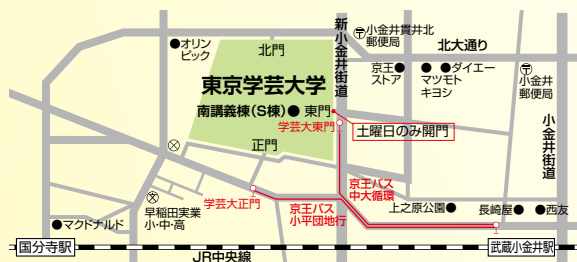 小金井貫井北
郵便局
新小金井街道
北大通り
オリン
ピック
北門
東京学芸大学
京王
ストア
ダイエー
マツモト
キヨシ
小金井
郵便局
南講義棟(S棟)
東門
学芸大東門
土曜日のみ開門
正門
小金井街道
京王バス
中大循環
学芸大正門
京王バス
小平団地行
上之原公園
長崎屋
西友
早稲田実業
小・中・高
マクドナルド
国分寺駅
JR中央線
武蔵小金井駅